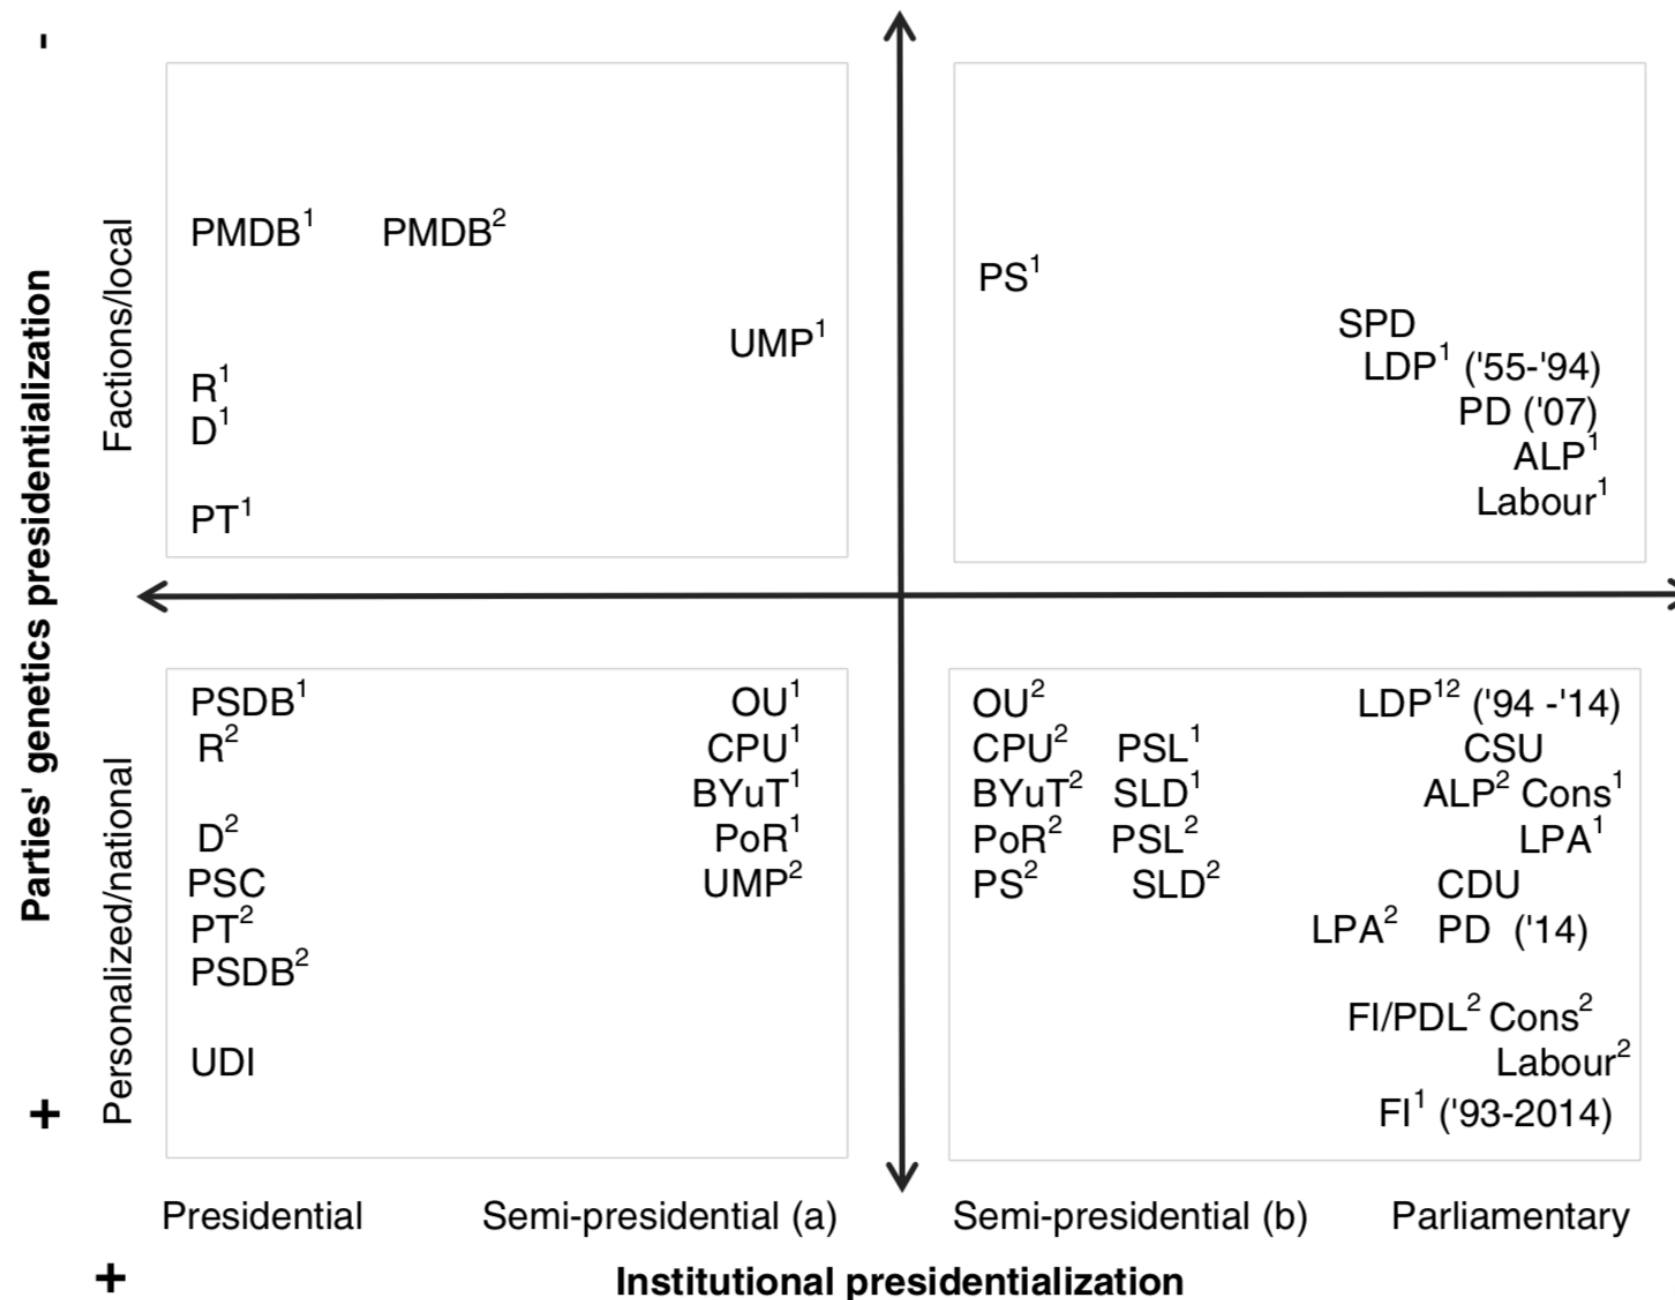 -
Parties' genetics presidentialization
+
Factions/local
Personalized/national
PMDB¹ PMDB²
UMP¹
R¹
D¹
PT¹
PS¹
SPD
LDP¹ ('55-'94)
PD ('07)
ALP¹
Labour¹
PSDB¹ OU¹
R² CPU¹
BYuT¹
D² PoR¹
PSC UMP²
PT²
PSDB²
UDI
OU² LDP¹² ('94 -'14)
CPU² PSL¹ CSU
BYuT² SLD¹ ALP² Cons¹
PoR² PSL² LPA¹
PS² SLD² CDU
LPA² PD ('14)
FI/PDL² Cons²
Labour²
FI¹ ('93-2014)
Presidential Semi-presidential (a) Semi-presidential (b) Parliamentary
+ Institutional presidentialization